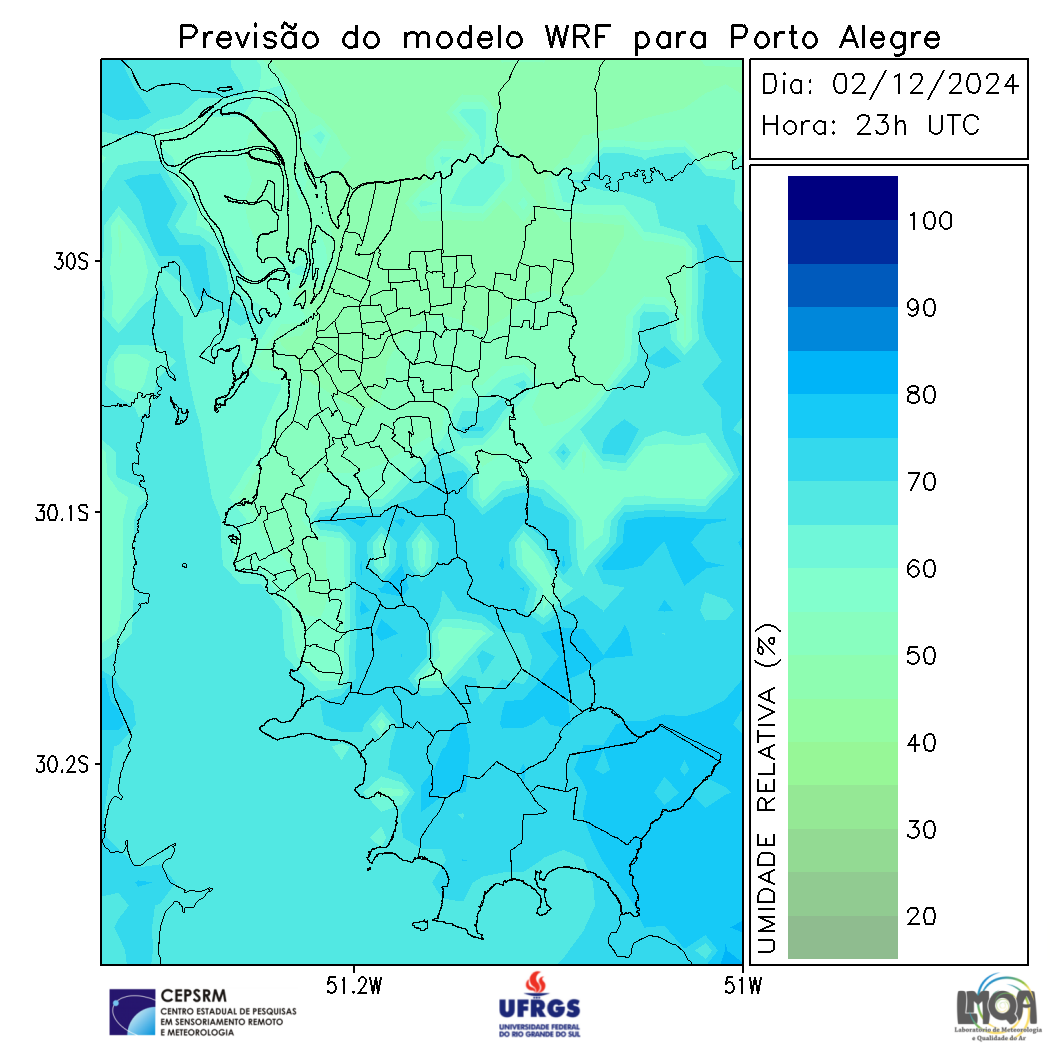 Previsão do modelo WRF para Porto Alegre
Dia: 02/12/2024
Hora: 23h UTC
30S
30.1S
30.2S
51.2W
51W
100
90
80
70
60
50
40
30
20
UMIDADE RELATIVA (%)
CEPSRM
CENTRO ESTADUAL DE PESQUISAS
EM SENSORIAMENTO REMOTO
E METEOROLOGIA
UFRGS
UNIVERSIDADE FEDERAL
DO RIO GRANDE DO SUL
LMQA
Laboratório de Meteorologia
e Qualidade do Ar